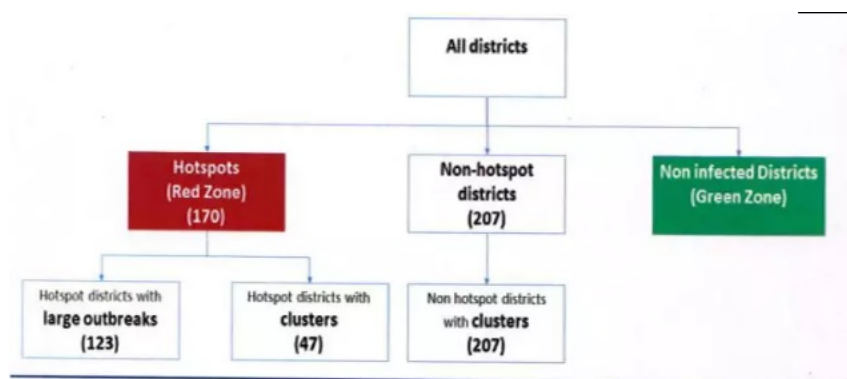 All districts
Hotspots
(Red Zone)
(170)
Non-hotspot
districts
(207)
Non infected Districts
(Green Zone)
Hotspot districts with
large outbreaks
(123)
Hotspot districts with
clusters
(47)
Non hotspot districts
with clusters
(207)